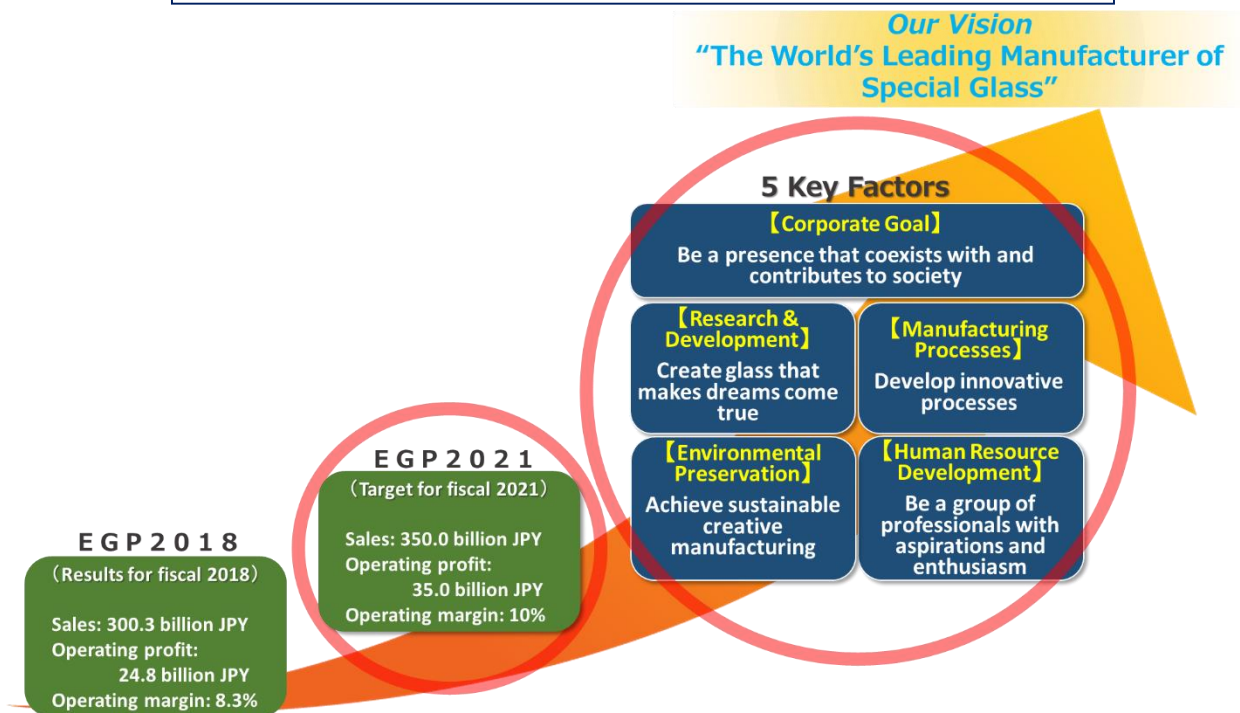 Our Vision
“The World’s Leading Manufacturer of
Special Glass”
5 Key Factors
【Corporate Goal】
Be a presence that coexists with and
contributes to society
【Research &
Development】
Create glass that
makes dreams come
true
【Manufacturing
Processes】
Develop innovative
processes
【Environmental
Preservation】
Achieve sustainable
creative
manufacturing
【Human Resource
Development】
Be a group of
professionals with
aspirations and
enthusiasm
EGP2021
（Target for fiscal 2021）
Sales: 350.0 billion JPY
Operating profit:
35.0 billion JPY
Operating margin: 10%
EGP2018
（Results for fiscal 2018）
Sales: 300.3 billion JPY
Operating profit:
24.8 billion JPY
Operating margin: 8.3%